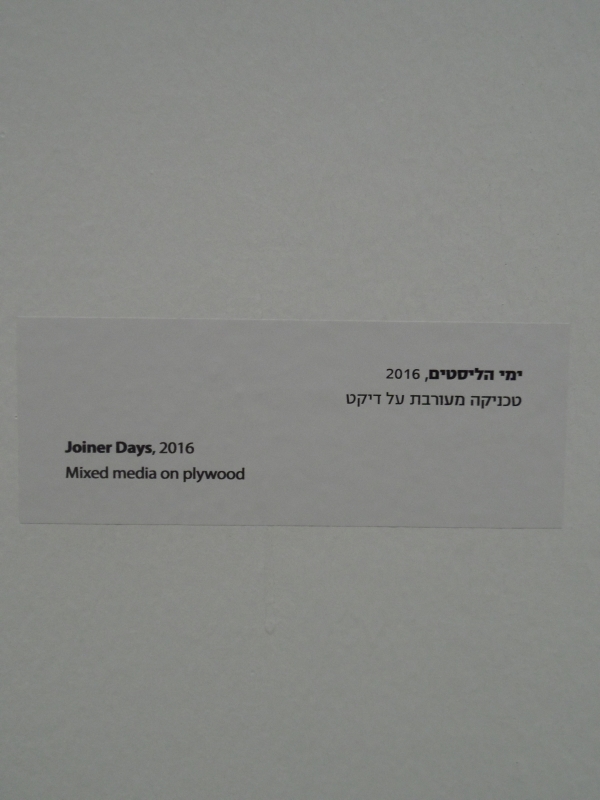 ימי הליסטים, 2016
טכניקה מעורבת על דיקט
Joiner Days, 2016
Mixed media on plywood